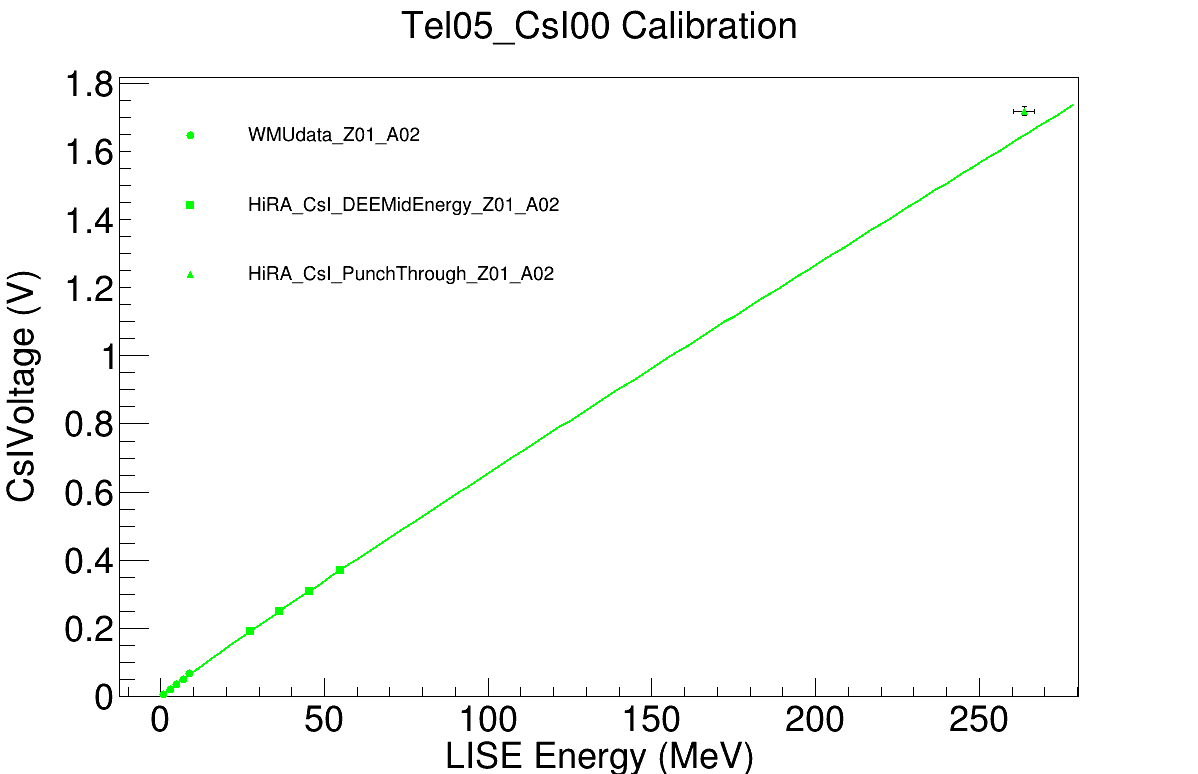 Tel05_CsI00 Calibration
CsIVoltage (V)
1.8
1.6
1.4
1.2
1
0.8
0.6
0.4
0.2
0
WMUdata_Z01_A02
HiRA_CsI_DEEMidEnergy_Z01_A02
HiRA_CsI_PunchThrough_Z01_A02
0 50 100 150 200 250
LISE Energy (MeV)